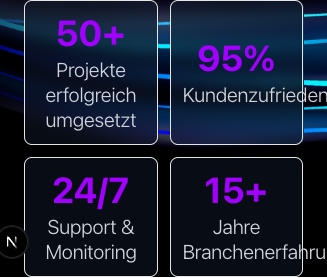 50+
Projekte
erfolgreich
umgesetzt
95%
Kundenzufrieden
24/7
Support &
Monitoring
15+
Jahre
Branchenerfahru
N